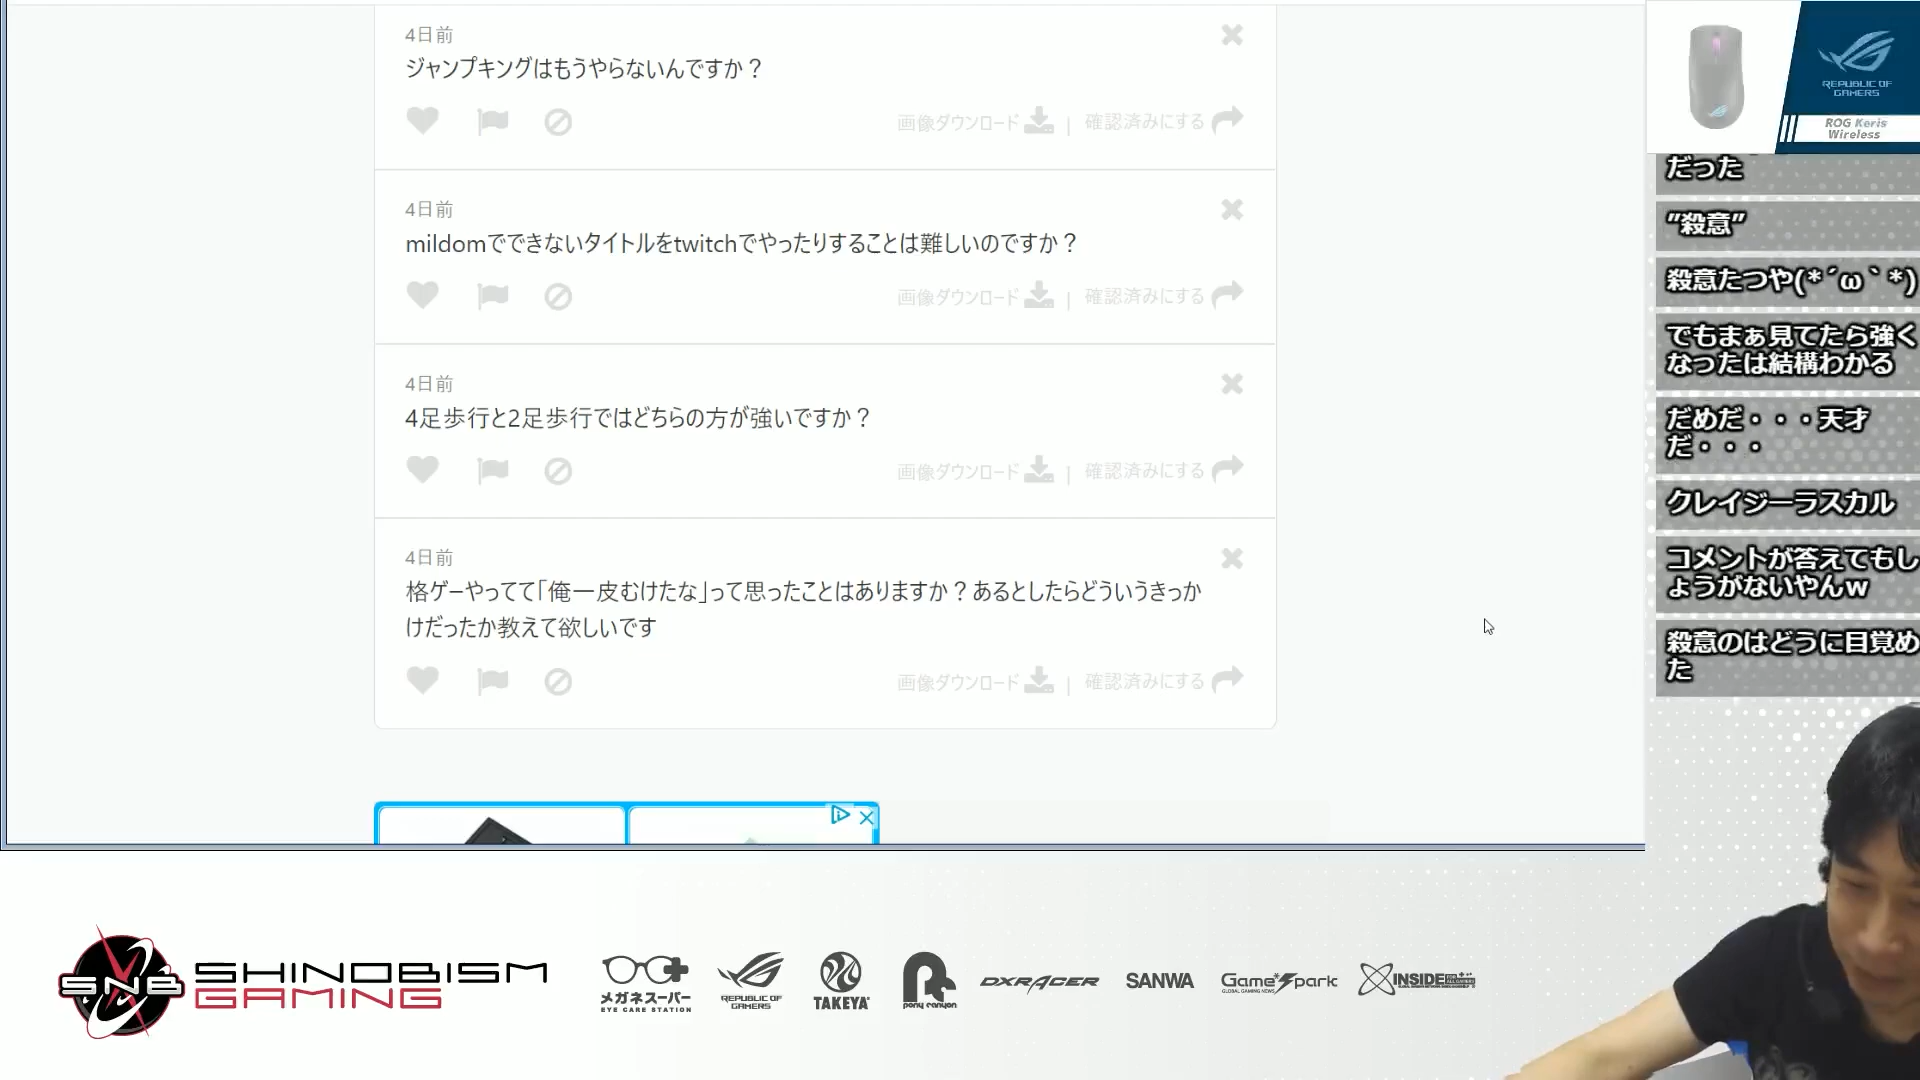 4日前
ジャンプキングはもうやらないんですか？
画像ダウンロード | 確認済みにする
4日前
mildomでできないタイトルをtwitchでやったりすることは難しいのですか？
画像ダウンロード | 確認済みにする
4日前
4足歩行と2足歩行ではどちらの方が強いですか？
画像ダウンロード | 確認済みにする
4日前
格ゲーやってて「俺一皮むけたな」って思ったことはありますか？あるとしたらどういうきっか
けだったか教えて欲しいです
画像ダウンロード | 確認済みにする
REPUBLIC OF
GAMERS
ROG Keris
Wireless
だった
”殺意”
殺意たつや(*´ω｀*)
でもまぁ見てたら強く
なったは結構わかる
だめだ・・・天才
だ・・・
クレイジーラスカル
コメントが答えてもし
ょうがないやんw
殺意のはどうに目覚め
た
SNB
SHINOBISM
GAMING
メガネスーパー
EYE CARE STATION
REPUBLIC OF
GAMERS
TAKEYA
pony canyon
DXRACER
SANWA
Game*Spark
GLOBAL GAMING NEWS
INSIDE